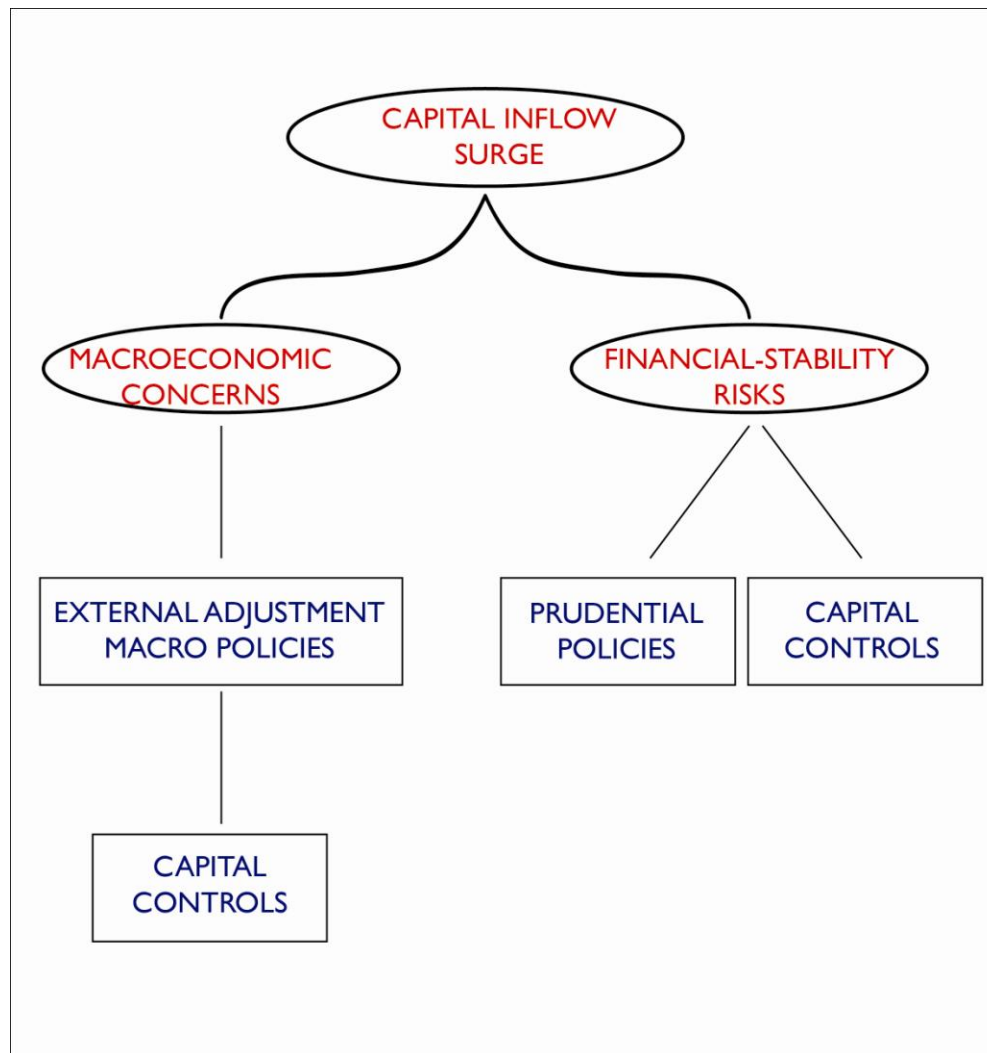 CAPITAL INFLOW
SURGE
MACROECONOMIC
CONCERNS
FINANCIAL-STABILITY
RISKS
EXTERNAL ADJUSTMENT
MACRO POLICIES
PRUDENTIAL
POLICIES
CAPITAL
CONTROLS
CAPITAL
CONTROLS